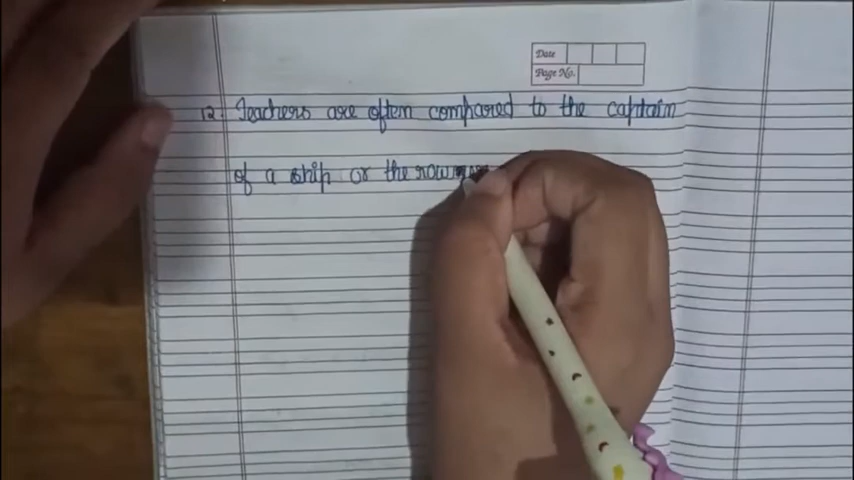 Date
Page No.
12. Teachers are often compared to the captain
of a ship or the